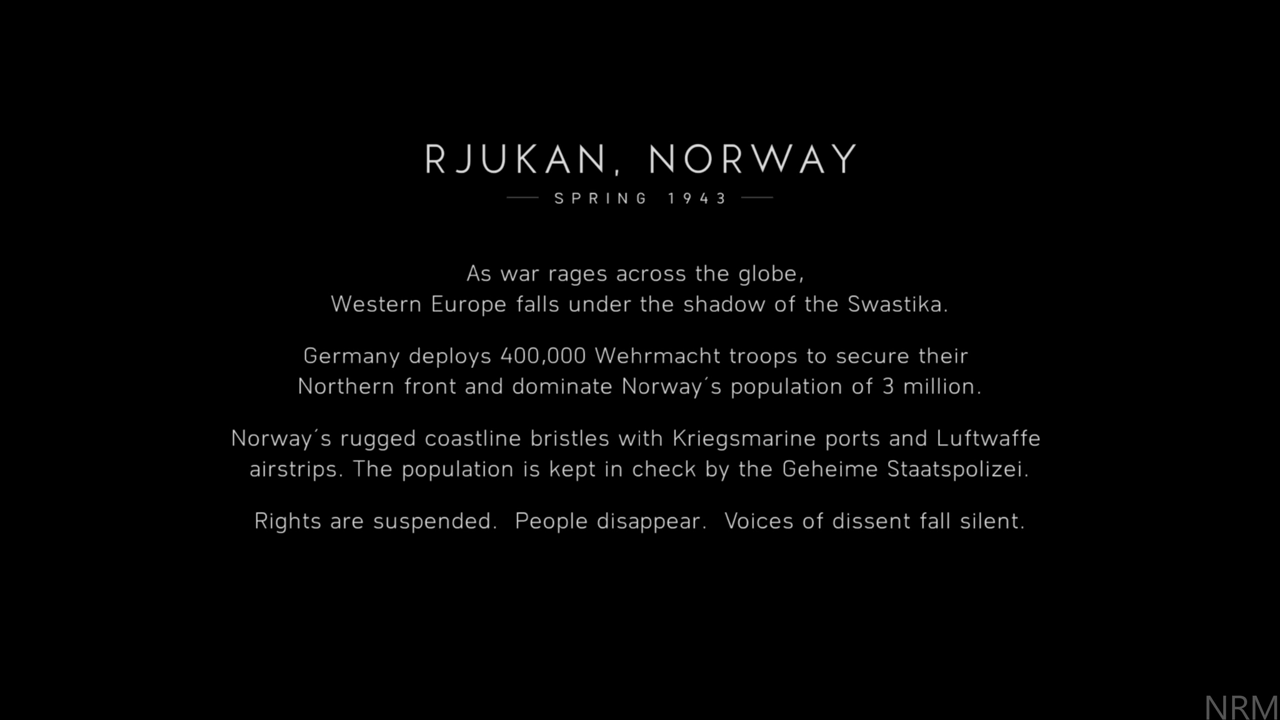 RJUKAN, NORWAY
SPRING 1943
As war rages across the globe,
Western Europe falls under the shadow of the Swastika.
Germany deploys 400,000 Wehrmacht troops to secure their
Northern front and dominate Norway´s population of 3 million.
Norway´s rugged coastline bristles with Kriegsmarine ports and Luftwaffe
airstrips. The population is kept in check by the Geheime Staatspolizei.
Rights are suspended.  People disappear.  Voices of dissent fall silent.
NRM